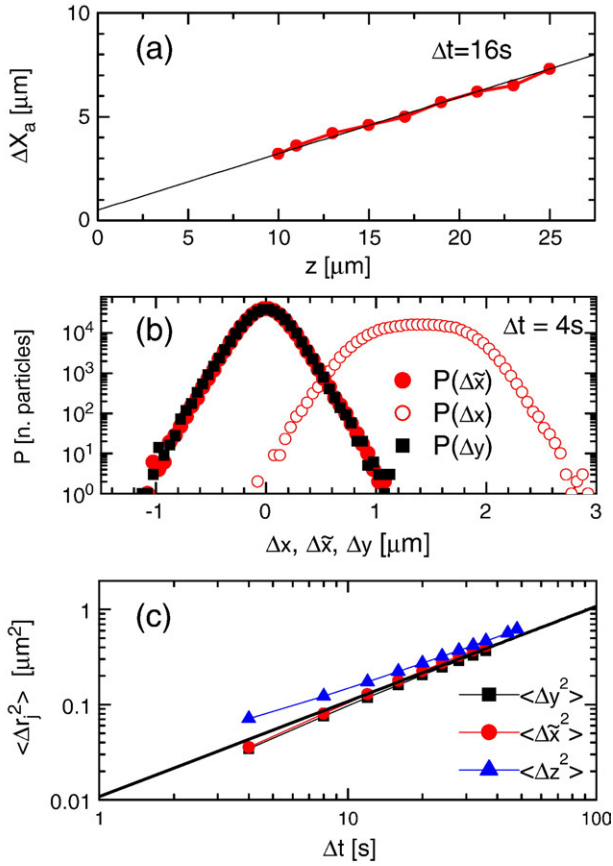 (a)
Δt=16s
ΔX_a [μm]
10
5
0
0
5
10
15
20
25
z [μm]
(b)
Δt = 4s
P [n. particles]
10^4
10^3
10^2
10^1
10^0
P(Δx̃)
P(Δx)
P(Δy)
-1
0
1
2
3
Δx, Δx̃, Δy [μm]
(c)
<Δr_j^2> [μm^2]
1
0.1
0.01
<Δy^2>
<Δx̃^2>
<Δz^2>
1
10
100
Δt [s]